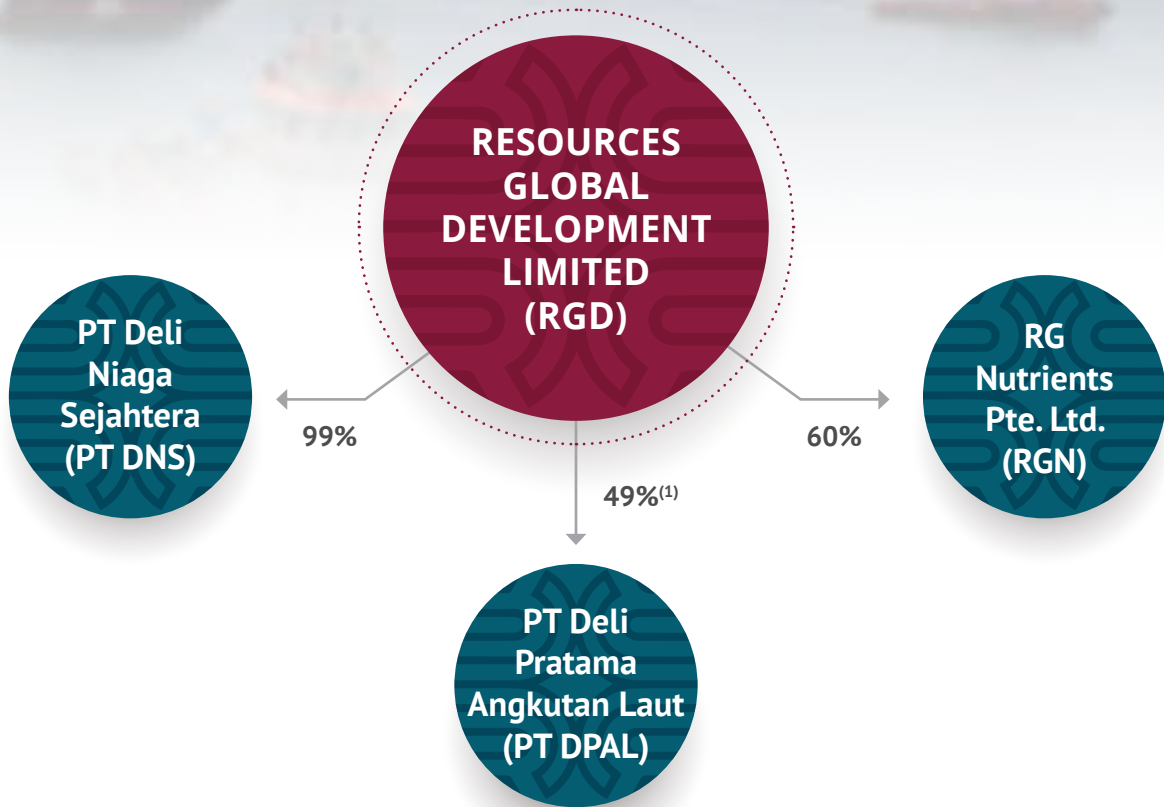 RESOURCES
GLOBAL
DEVELOPMENT
LIMITED
(RGD)
PT Deli
Niaga
Sejahtera
(PT DNS)
99%
49%(1)
60%
RG
Nutrients
Pte. Ltd.
(RGN)
PT Deli
Pratama
Angkutan Laut
(PT DPAL)